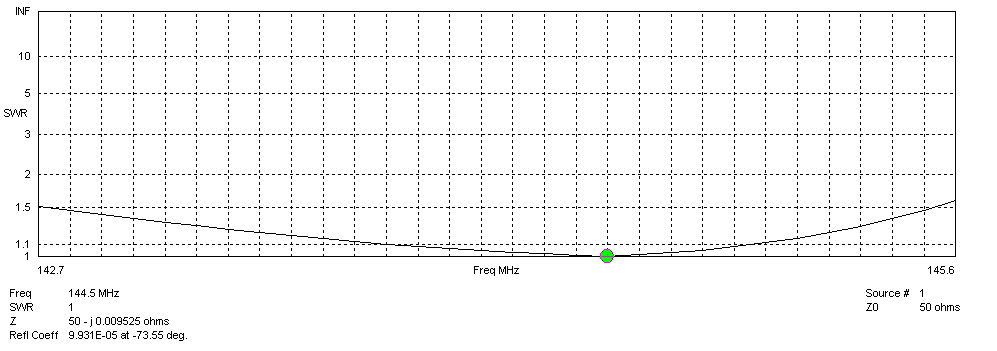 INF
10
5
SWR
3
2
1.5
1.1
1
142.7 Freq MHz 145.6
Freq 144.5 MHz Source # 1
SWR 1 Z0 50 ohms
Z 50 - j 0.009525 ohms
Refl Coeff 9.931E-05 at -73.55 deg.